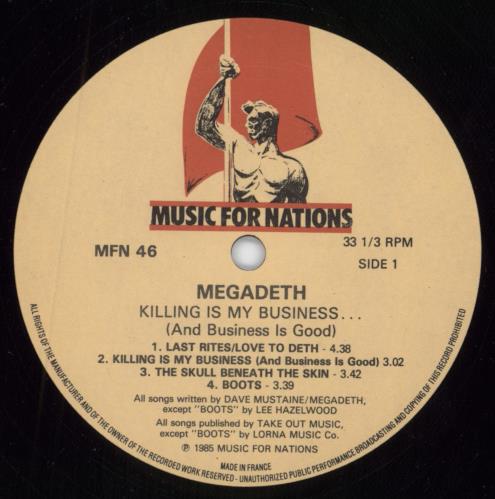 MUSIC FOR NATIONS
MFN 46
33 1/3 RPM
SIDE 1
MEGADETH
KILLING IS MY BUSINESS...
(And Business Is Good)
1. LAST RITES/LOVE TO DETH - 4.38
2. KILLING IS MY BUSINESS (And Business Is Good) 3.02
3. THE SKULL BENEATH THE SKIN - 3.42
4. BOOTS - 3.39
All songs written by DAVE MUSTAINE/MEGADETH,
except "BOOTS" by LEE HAZELWOOD
All songs published by TAKE OUT MUSIC,
except "BOOTS" by LORNA MUSIC Co.
℗ 1985 MUSIC FOR NATIONS
MADE IN FRANCE
ALL RIGHTS OF THE MANUFACTURER AND OF THE OWNER OF THE RECORDED WORK RESERVED - UNAUTHORIZED PUBLIC PERFORMANCE BROADCASTING AND COPYING OF THIS RECORD PROHIBITED